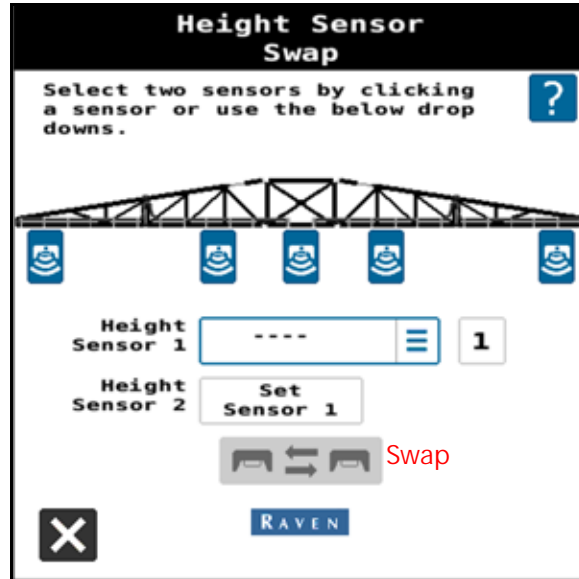 Height Sensor
Swap
Select two sensors by clicking
a sensor or use the below drop
downs.
?
Height
Sensor 1
----
1
Height
Sensor 2
Set
Sensor 1
Swap
RAVEN